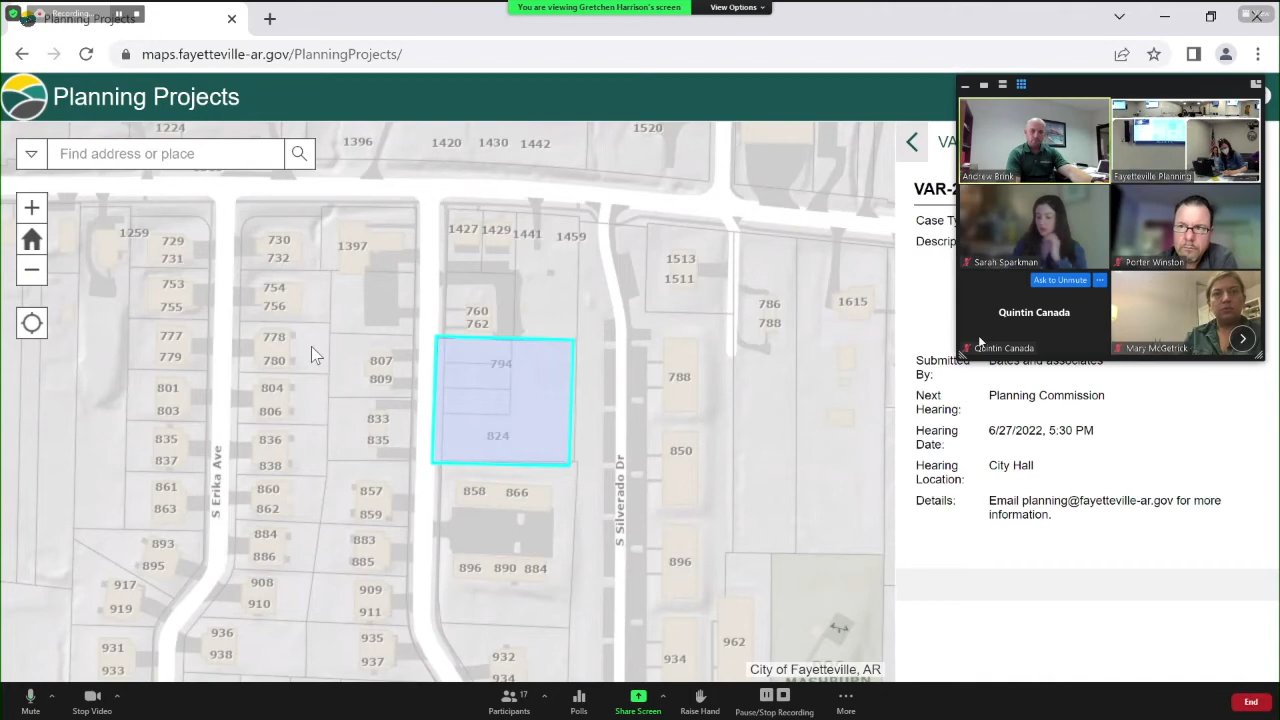 Recording...
You are viewing Gretchen Harrison's screen
View Options
View
Planning Projects
maps.fayetteville-ar.gov/PlanningProjects/
Planning Projects
Find address or place
1224
1396
1420 1430 1442
1520
1259
729
731
730
732
1397
1427 1429 1441 1459
1513
1511
753
755
754
756
760
762
786
788
1615
777
779
778
780
807
809
794
788
801
803
804
806
833
835
824
835
837
836
838
850
861
863
860
862
857
859
858 866
893
895
884
886
883
885
896 890 884
896
917
919
908
910
909
911
931
933
936
938
935
937
932
934
934
962
S Erika Ave
S Silverado Dr
City of Fayetteville, AR
VA
VAR-2
Case Ty
Descrip
Submitted By:
Bates and associates
Next Hearing:
Planning Commission
Hearing Date:
6/27/2022, 5:30 PM
Hearing Location:
City Hall
Details:
Email planning@fayetteville-ar.gov for more
information.
Andrew Brink
Fayetteville Planning
Sarah Sparkman
Porter Winston
Ask to Unmute
Quintin Canada
Quintin Canada
Mary McGetrick
Mute
Stop Video
Participants
17
Polls
Share Screen
Raise Hand
Pause/Stop Recording
More
End